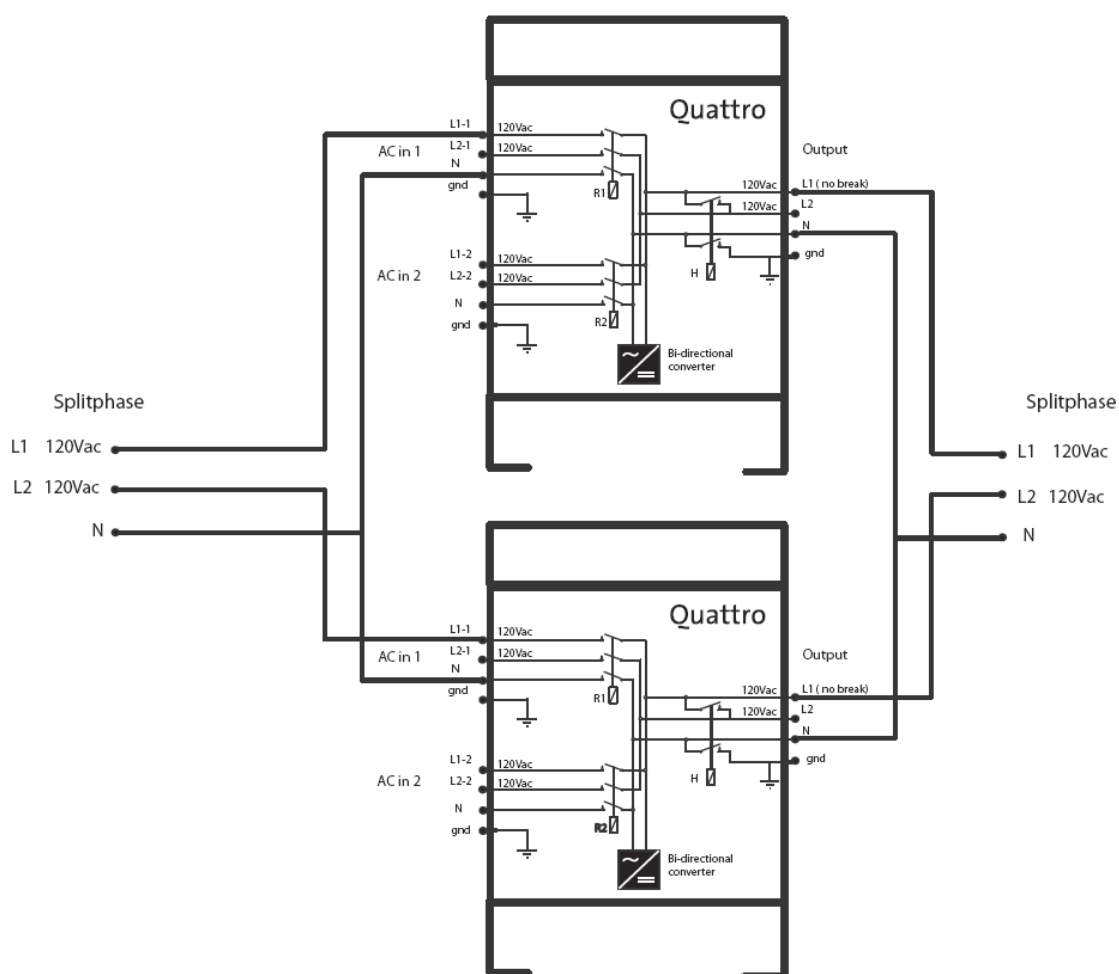 Quattro
L1-1
120Vac
AC in 1
L2-1
120Vac
N
gnd
R1
Output
120Vac
L1 ( no break)
120Vac
L2
N
gnd
H
L1-2
120Vac
AC in 2
L2-2
120Vac
N
gnd
R2
Bi-directional
converter
Splitphase
L1 120Vac
L2 120Vac
N
Splitphase
L1 120Vac
L2 120Vac
N
Quattro
L1-1
120Vac
AC in 1
L2-1
120Vac
N
gnd
R1
Output
120Vac
L1 ( no break)
120Vac
L2
N
gnd
H
L1-2
120Vac
AC in 2
L2-2
120Vac
N
gnd
R2
Bi-directional
converter